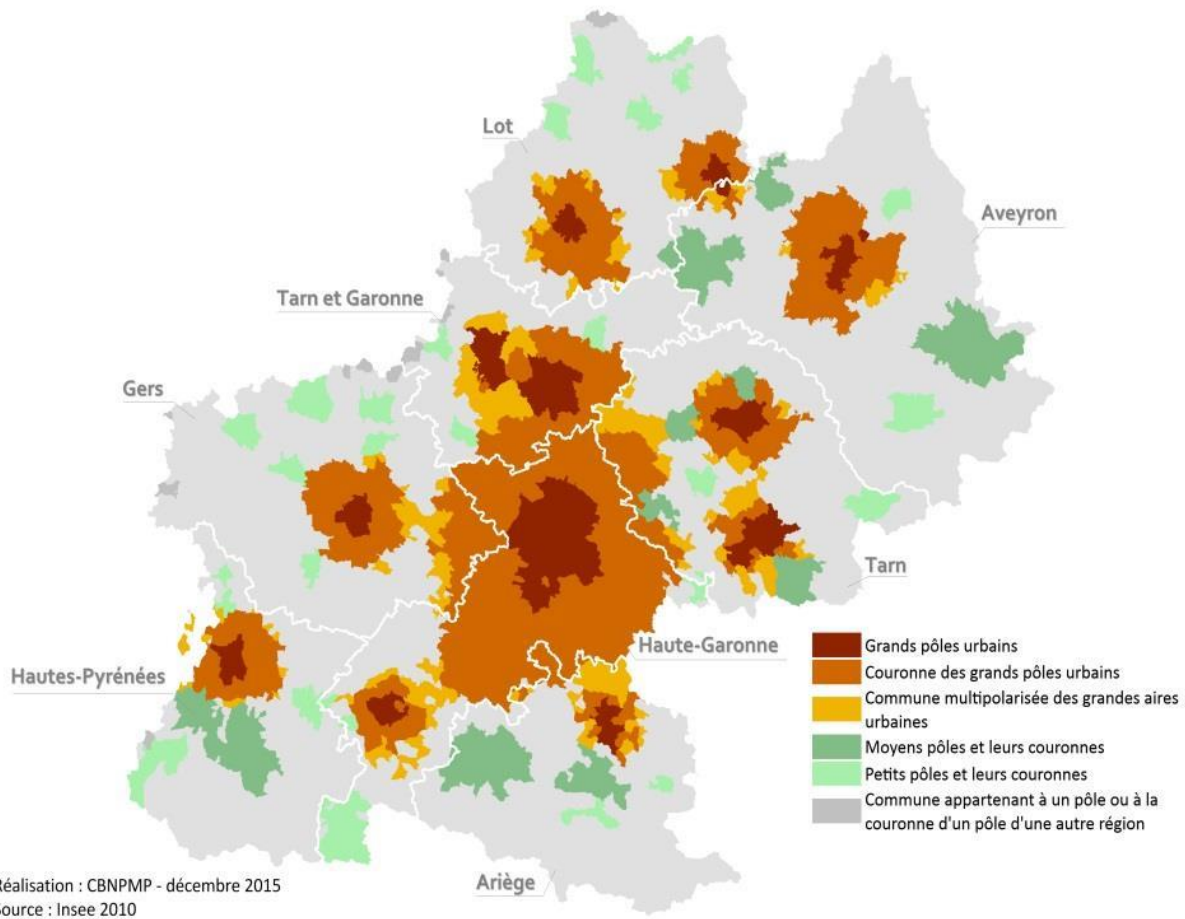 Lot
Aveyron
Tarn et Garonne
Gers
Tarn
Haute-Garonne
Hautes-Pyrénées
Grands pôles urbains
Couronne des grands pôles urbains
Commune multipolarisée des grandes aires
urbaines
Moyens pôles et leurs couronnes
Petits pôles et leurs couronnes
Commune appartenant à un pôle ou à la
couronne d'un pôle d'une autre région
Ariège
Réalisation : CBNPMP - décembre 2015
Source : Insee 2010